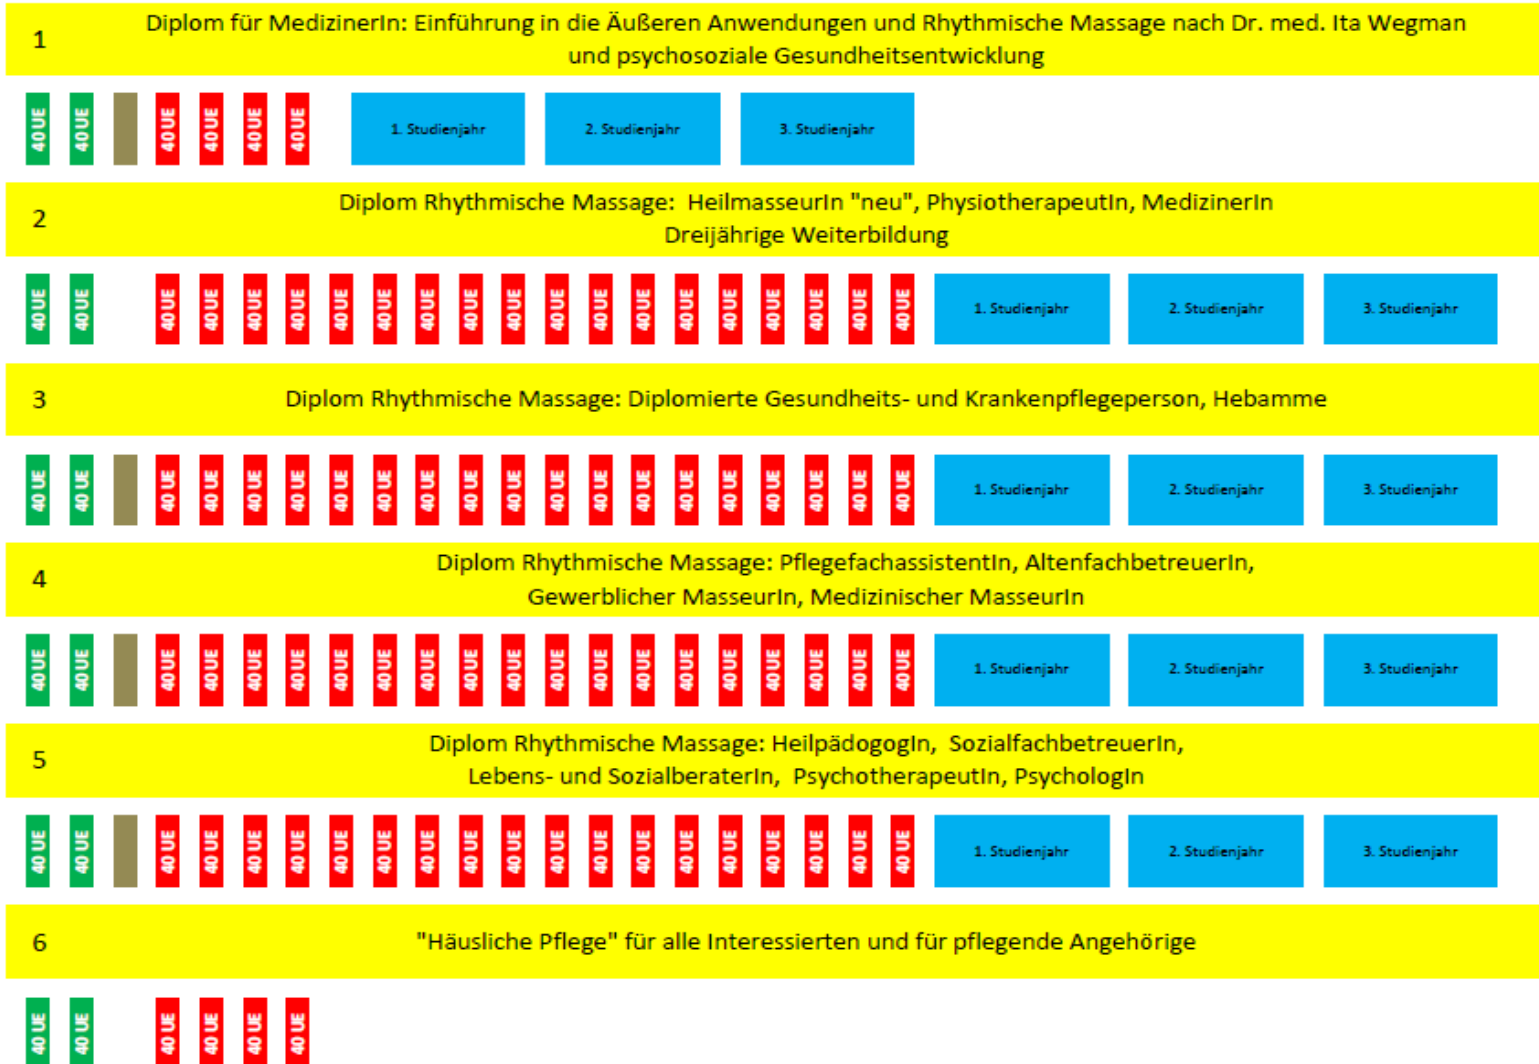 1 Diplom für MedizinerIn: Einführung in die Äußeren Anwendungen und Rhythmische Massage nach Dr. med. Ita Wegman
und psychosoziale Gesundheitsentwicklung
40 UE 40 UE 40 UE 40 UE 40 UE 40 UE 1. Studienjahr 2. Studienjahr 3. Studienjahr
2 Diplom Rhythmische Massage: HeilmasseurIn "neu", PhysiotherapeutIn, MedizinerIn
Dreijährige Weiterbildung
40 UE 40 UE 40 UE 40 UE 40 UE 40 UE 40 UE 40 UE 40 UE 40 UE 40 UE 40 UE 40 UE 40 UE 40 UE 40 UE 40 UE 40 UE 40 UE 40 UE 1. Studienjahr 2. Studienjahr 3. Studienjahr
3 Diplom Rhythmische Massage: Diplomierte Gesundheits- und Krankenpflegeperson, Hebamme
40 UE 40 UE 40 UE 40 UE 40 UE 40 UE 40 UE 40 UE 40 UE 40 UE 40 UE 40 UE 40 UE 40 UE 40 UE 40 UE 40 UE 40 UE 40 UE 40 UE 1. Studienjahr 2. Studienjahr 3. Studienjahr
4 Diplom Rhythmische Massage: PflegefachassistentIn, AltenfachbetreuerIn,
Gewerblicher MasseurIn, Medizinischer MasseurIn
40 UE 40 UE 40 UE 40 UE 40 UE 40 UE 40 UE 40 UE 40 UE 40 UE 40 UE 40 UE 40 UE 40 UE 40 UE 40 UE 40 UE 40 UE 40 UE 40 UE 1. Studienjahr 2. Studienjahr 3. Studienjahr
5 Diplom Rhythmische Massage: HeilpädogogIn, SozialfachbetreuerIn,
Lebens- und SozialberaterIn, PsychotherapeutIn, PsychologIn
40 UE 40 UE 40 UE 40 UE 40 UE 40 UE 40 UE 40 UE 40 UE 40 UE 40 UE 40 UE 40 UE 40 UE 40 UE 40 UE 40 UE 40 UE 40 UE 40 UE 1. Studienjahr 2. Studienjahr 3. Studienjahr
6 "Häusliche Pflege" für alle Interessierten und für pflegende Angehörige
40 UE 40 UE 40 UE 40 UE 40 UE 40 UE